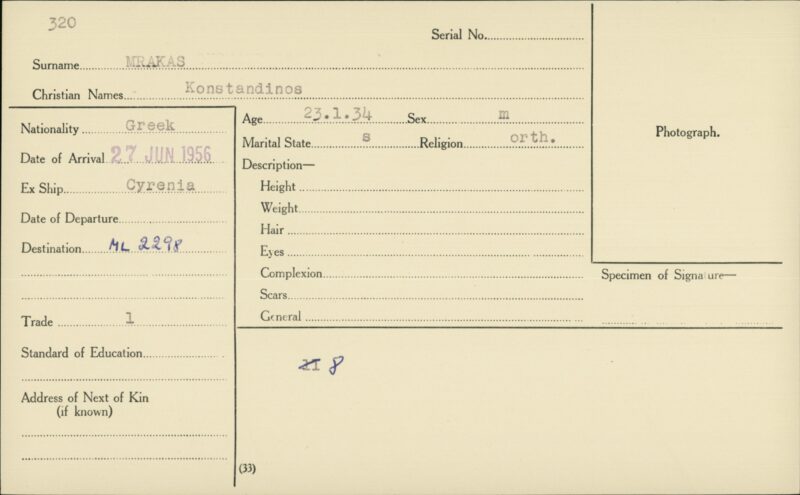 320
Serial No.
Surname MRAKAS
Christian Names Konstandinos
Nationality Greek
Date of Arrival 27 JUN 1956
Ex Ship Cyrenia
Date of Departure
Destination ML 2298
Trade 1
Standard of Education
Address of Next of Kin
(if known)
Age 23.1.34 Sex m
Marital State s Religion orth.
Description—
Height
Weight
Hair
Eyes
Complexion
Scars
General
8
(33)
Photograph.
Specimen of Signature—